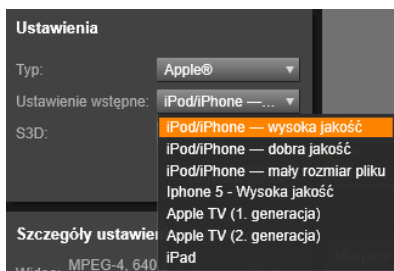 Ustawienia
Typ: Apple®
Ustawienie wstępne: iPod/iPhone —...
S3D:
iPod/iPhone — wysoka jakość
iPod/iPhone — dobra jakość
iPod/iPhone — mały rozmiar pliku
Iphone 5 - Wysoka jakość
Apple TV (1. generacja)
Apple TV (2. generacja)
iPad
Szczegóły ustawie
MPEG-4, 640